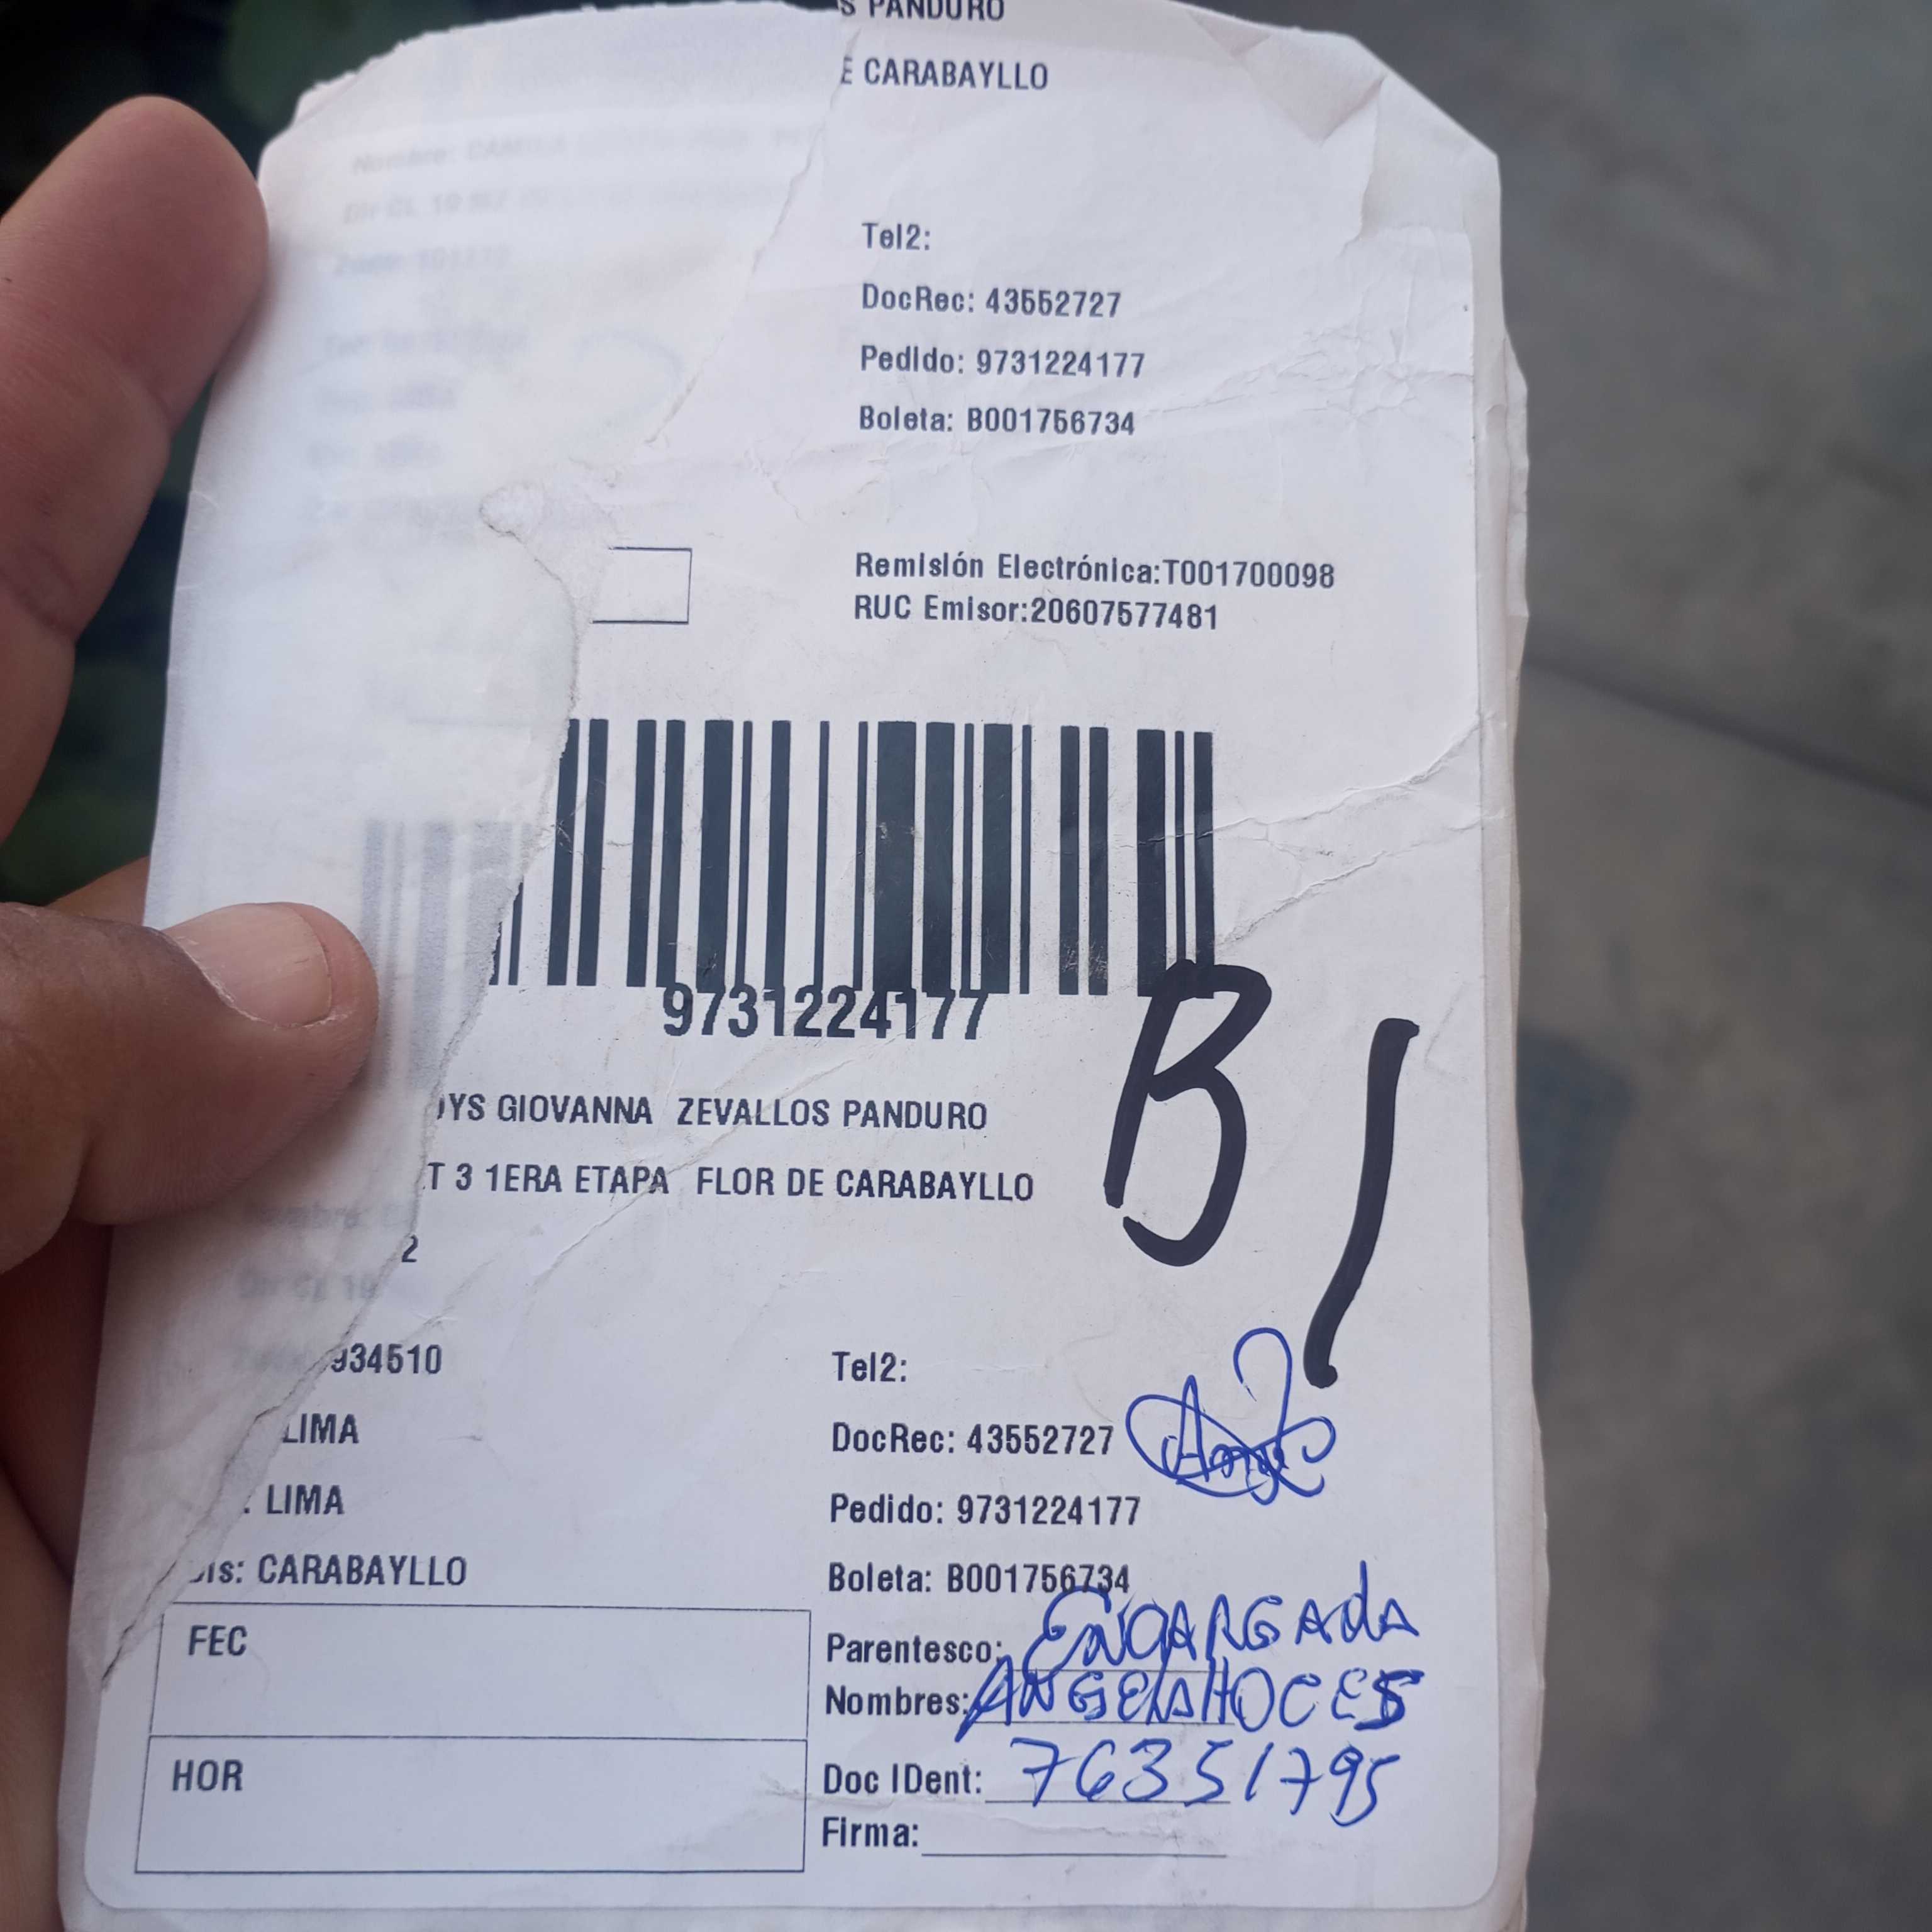 S PANDURO
E CARABAYLLO
Nombre:
Tel2:
DocRec: 43552727
Pedido: 9731224177
Boleta: B001756734
Remisión Electrónica:T001700098
RUC Emisor:20607577481
9731224177
YS GIOVANNA ZEVALLOS PANDURO
T 3 1ERA ETAPA FLOR DE CARABAYLLO
2
B1
934510
Tel2:
LIMA
DocRec: 43552727
. LIMA
Pedido: 9731224177
Dis: CARABAYLLO
Boleta: B001756734
FEC
Parentesco: ENCARGADA
Nombres: ANGELA HOCES
HOR
Doc IDent: 76351795
Firma: